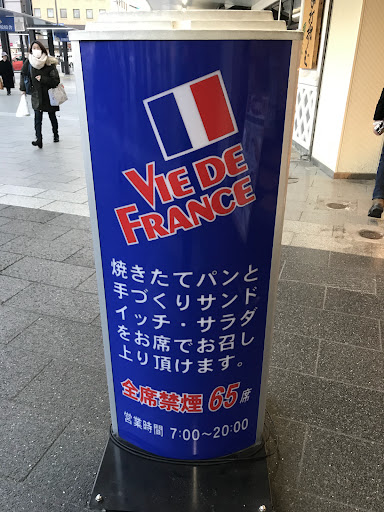 VIE DE
FRANCE
焼きたてパンと
手づくりサンド
イッチ・サラダ
をお席でお召し
上り頂けます。
全席禁煙 65席
営業時間 7:00〜20:00